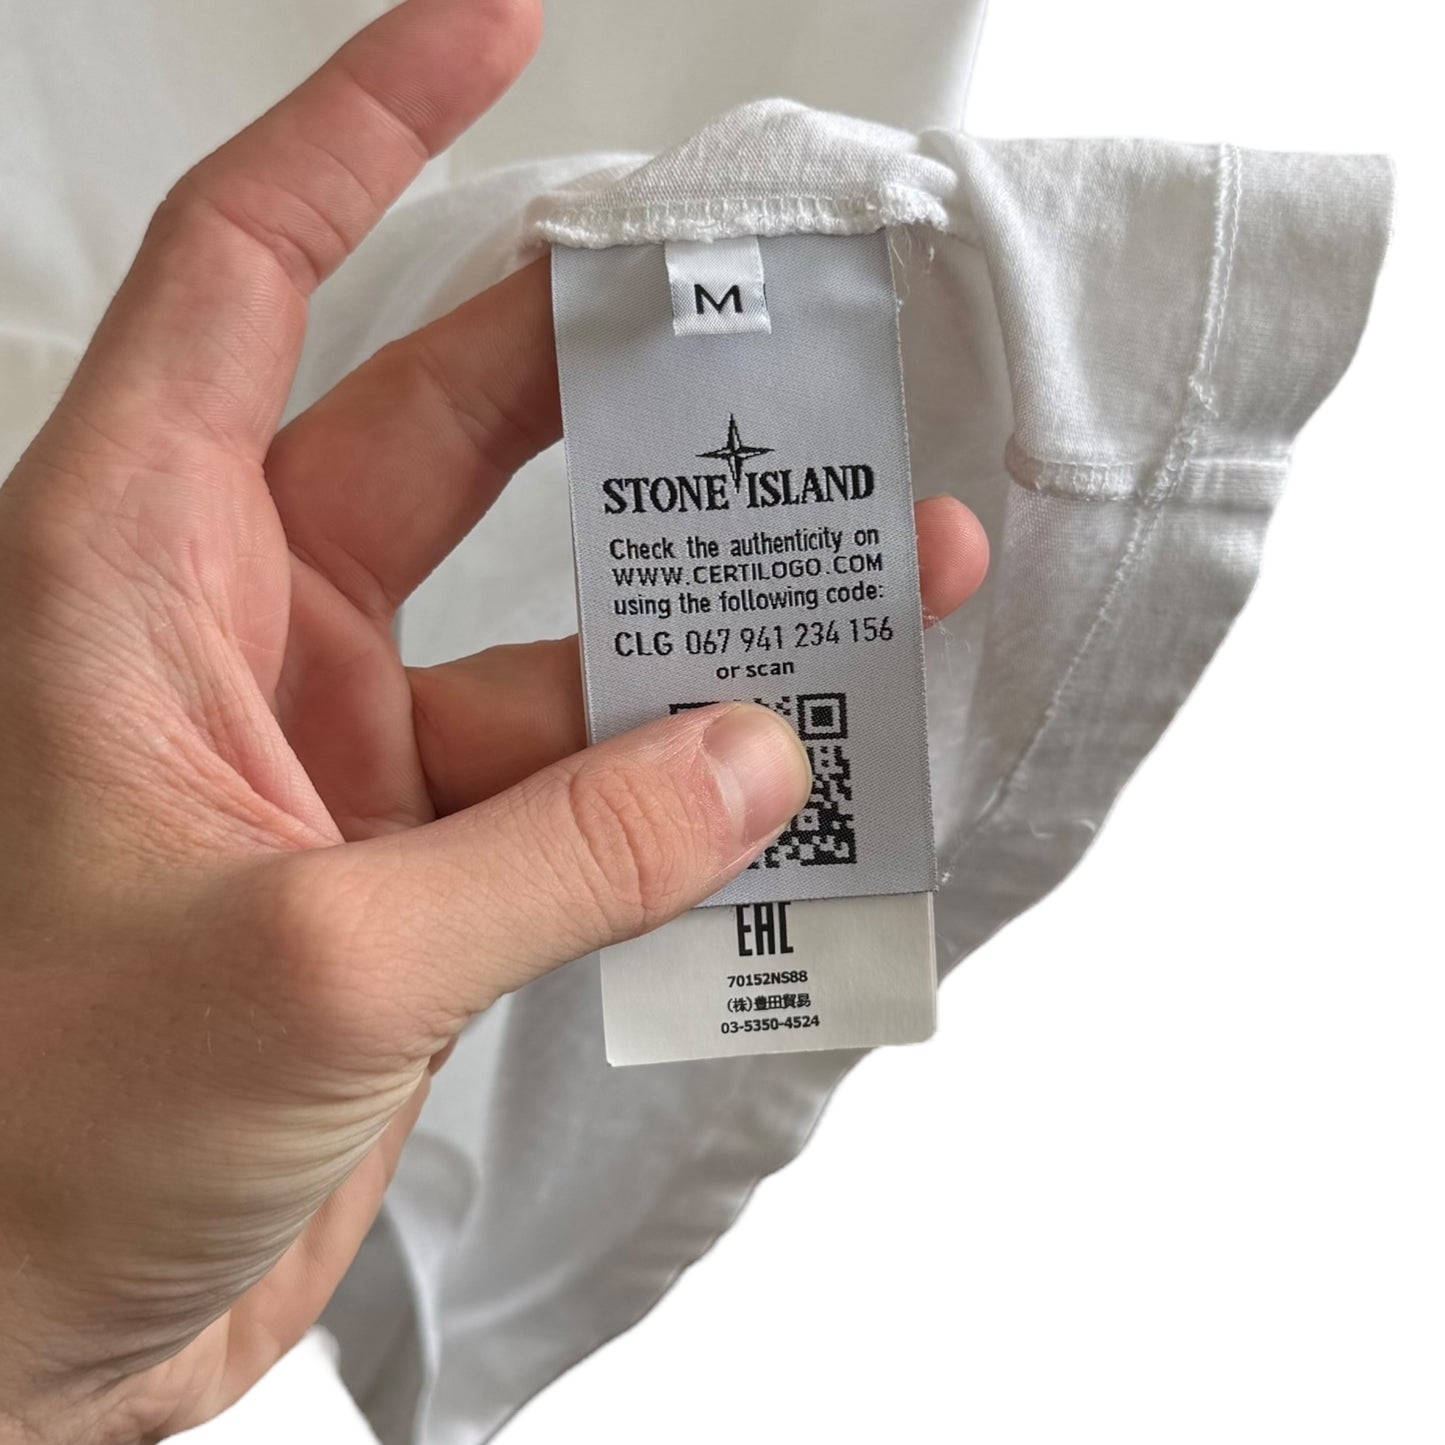 M
STONE ISLAND
Check the authenticity on
WWW.CERTILOGO.COM
using the following code:
CLG 067 941 234 156
or scan
EAC
70152NS88
(株)豊田貿易
03-5350-4524